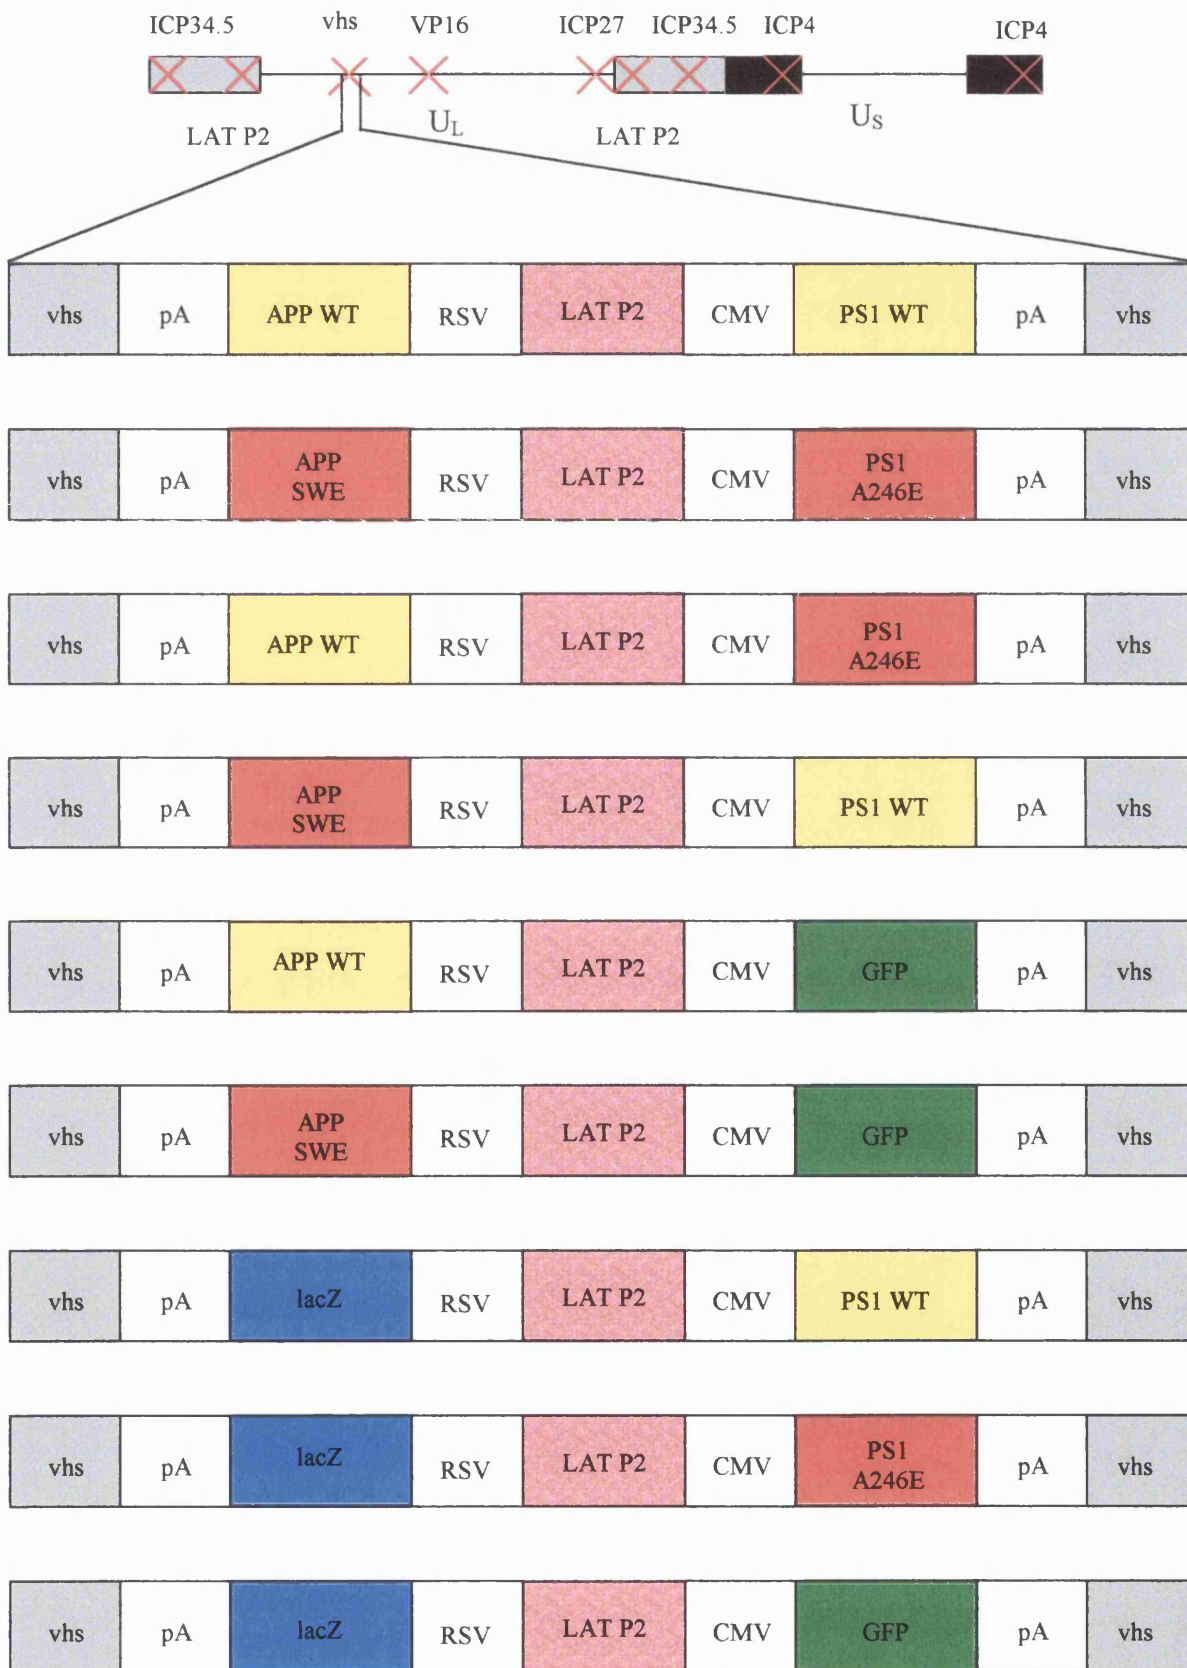 ICP34.5 vhs VP16 ICP27 ICP34.5 ICP4 ICP4
LAT P2 UL LAT P2 US
vhs pA APP WT RSV LAT P2 CMV PS1 WT pA vhs
vhs pA APP SWE RSV LAT P2 CMV PS1 A246E pA vhs
vhs pA APP WT RSV LAT P2 CMV PS1 A246E pA vhs
vhs pA APP SWE RSV LAT P2 CMV PS1 WT pA vhs
vhs pA APP WT RSV LAT P2 CMV GFP pA vhs
vhs pA APP SWE RSV LAT P2 CMV GFP pA vhs
vhs pA lacZ RSV LAT P2 CMV PS1 WT pA vhs
vhs pA lacZ RSV LAT P2 CMV PS1 A246E pA vhs
vhs pA lacZ RSV LAT P2 CMV GFP pA vhs